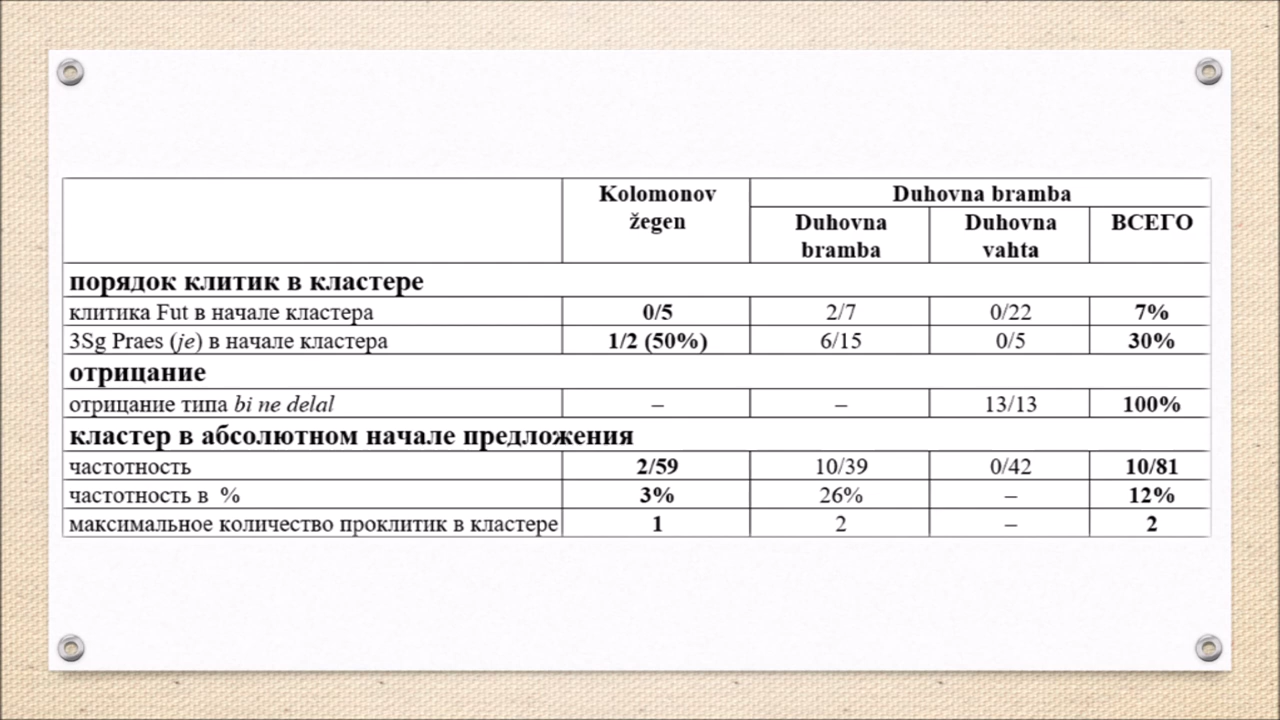 Kolomonov
žegen
Duhovna bramba
Duhovna
bramba
Duhovna
vahta
ВСЕГО
порядок клитик в кластере
клитика Fut в начале кластера 0/5 2/7 0/22 7%
3Sg Praes (je) в начале кластера 1/2 (50%) 6/15 0/5 30%
отрицание
отрицание типа bi ne delal – – 13/13 100%
кластер в абсолютном начале предложения
частотность 2/59 10/39 0/42 10/81
частотность в % 3% 26% – 12%
максимальное количество проклитик в кластере 1 2 – 2